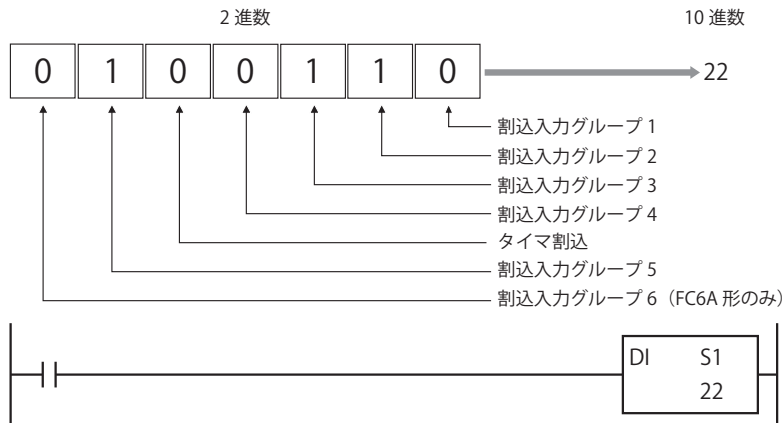 2 進数 10 進数
0 1 0 0 1 1 0 22
割込入力グループ 1
割込入力グループ 2
割込入力グループ 3
割込入力グループ 4
タイマ割込
割込入力グループ 5
割込入力グループ 6（FC6A 形のみ）
DI S1
22